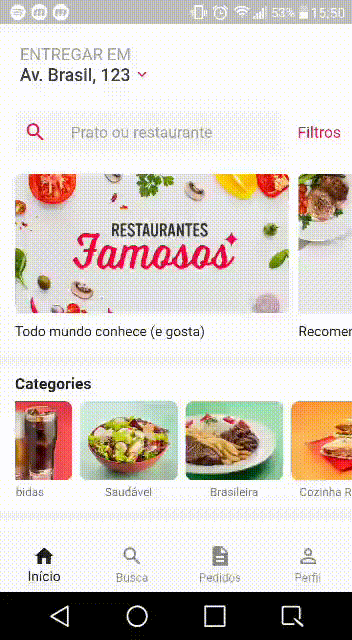 53% 15:50
ENTREGAR EM
Av. Brasil, 123
Prato ou restaurante
Filtros
RESTAURANTES
Famosos
Todo mundo conhece (e gosta)
Recomen
Categories
bidas
Saudável
Brasileira
Cozinha R
Início
Busca
Pedidos
Perfil